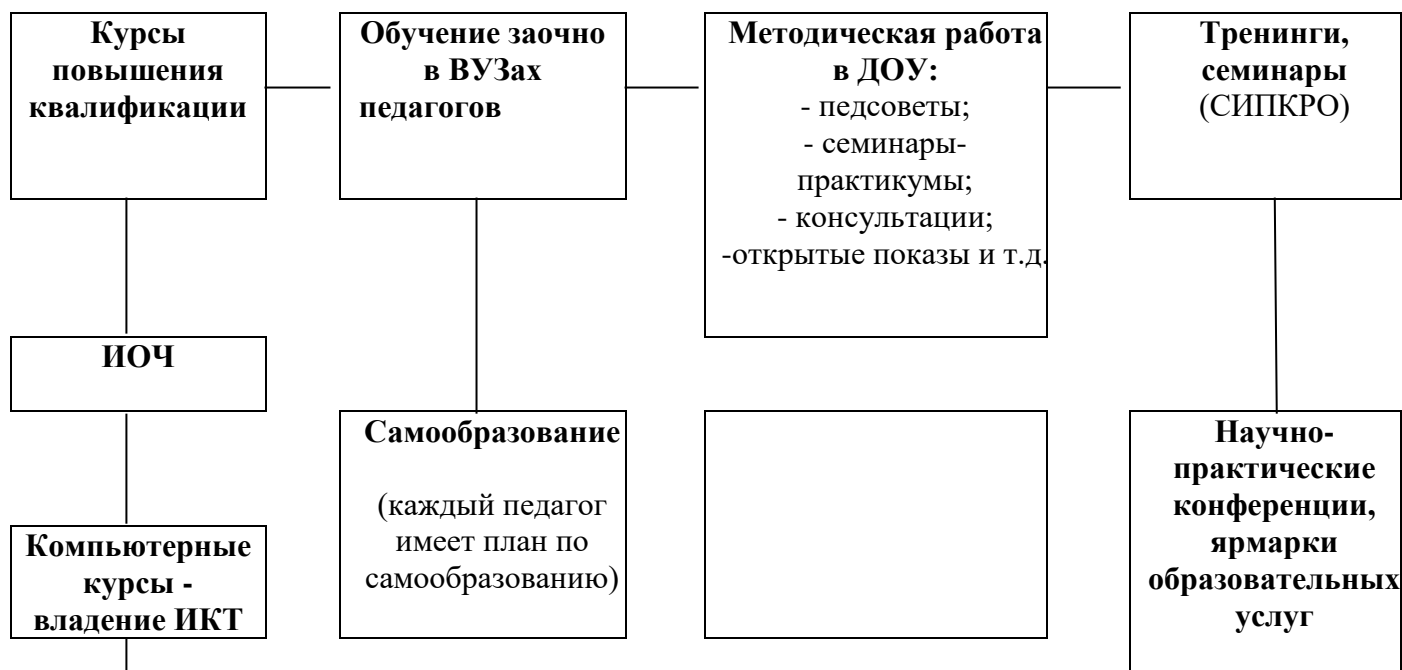 Курсы
повышения
квалификации
Обучение заочно
в ВУЗах
педагогов
Методическая работа
в ДОУ:
- педсоветы;
- семинары-
практикумы;
- консультации;
-открытые показы и т.д.
Тренинги,
семинары
(СИПКРО)
ИОЧ
Самообразование
(каждый педагог
имеет план по
самообразованию)
Научно-
практические
конференции,
ярмарки
образовательных
услуг
Компьютерные
курсы -
владение ИКТ